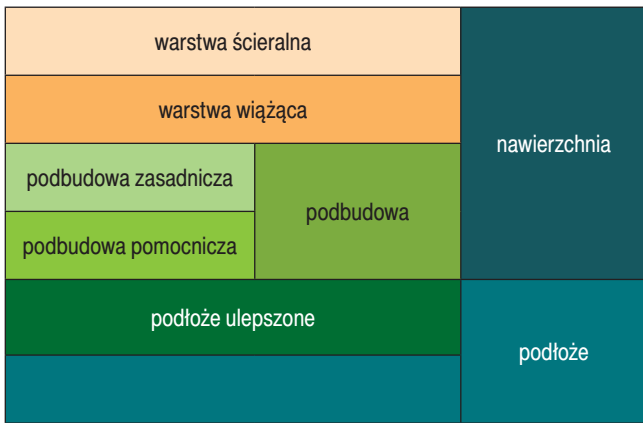 warstwa ścieralna
warstwa wiążąca
nawierzchnia
podbudowa zasadnicza
podbudowa
podbudowa pomocnicza
podłoże ulepszone
podłoże